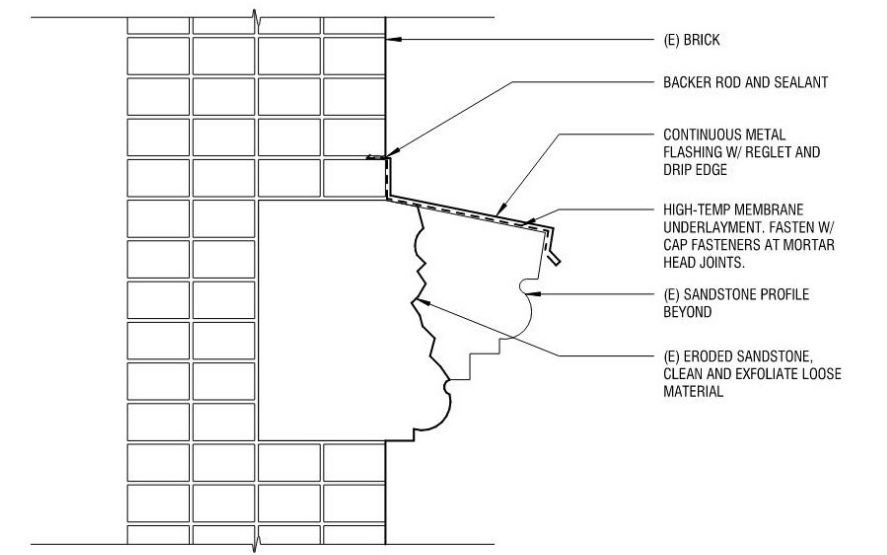 (E) BRICK
BACKER ROD AND SEALANT
CONTINUOUS METAL
FLASHING W/ REGLET AND
DRIP EDGE
HIGH-TEMP MEMBRANE
UNDERLAYMENT. FASTEN W/
CAP FASTENERS AT MORTAR
HEAD JOINTS.
(E) SANDSTONE PROFILE
BEYOND
(E) ERODED SANDSTONE,
CLEAN AND EXFOLIATE LOOSE
MATERIAL